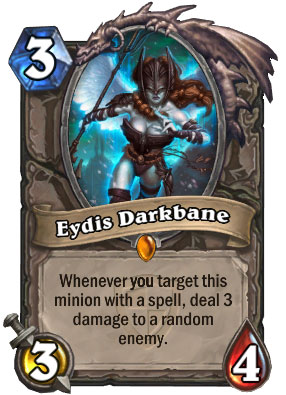 3
Eydis Darkbane
Whenever you target this
minion with a spell, deal 3
damage to a random
enemy.
3
4